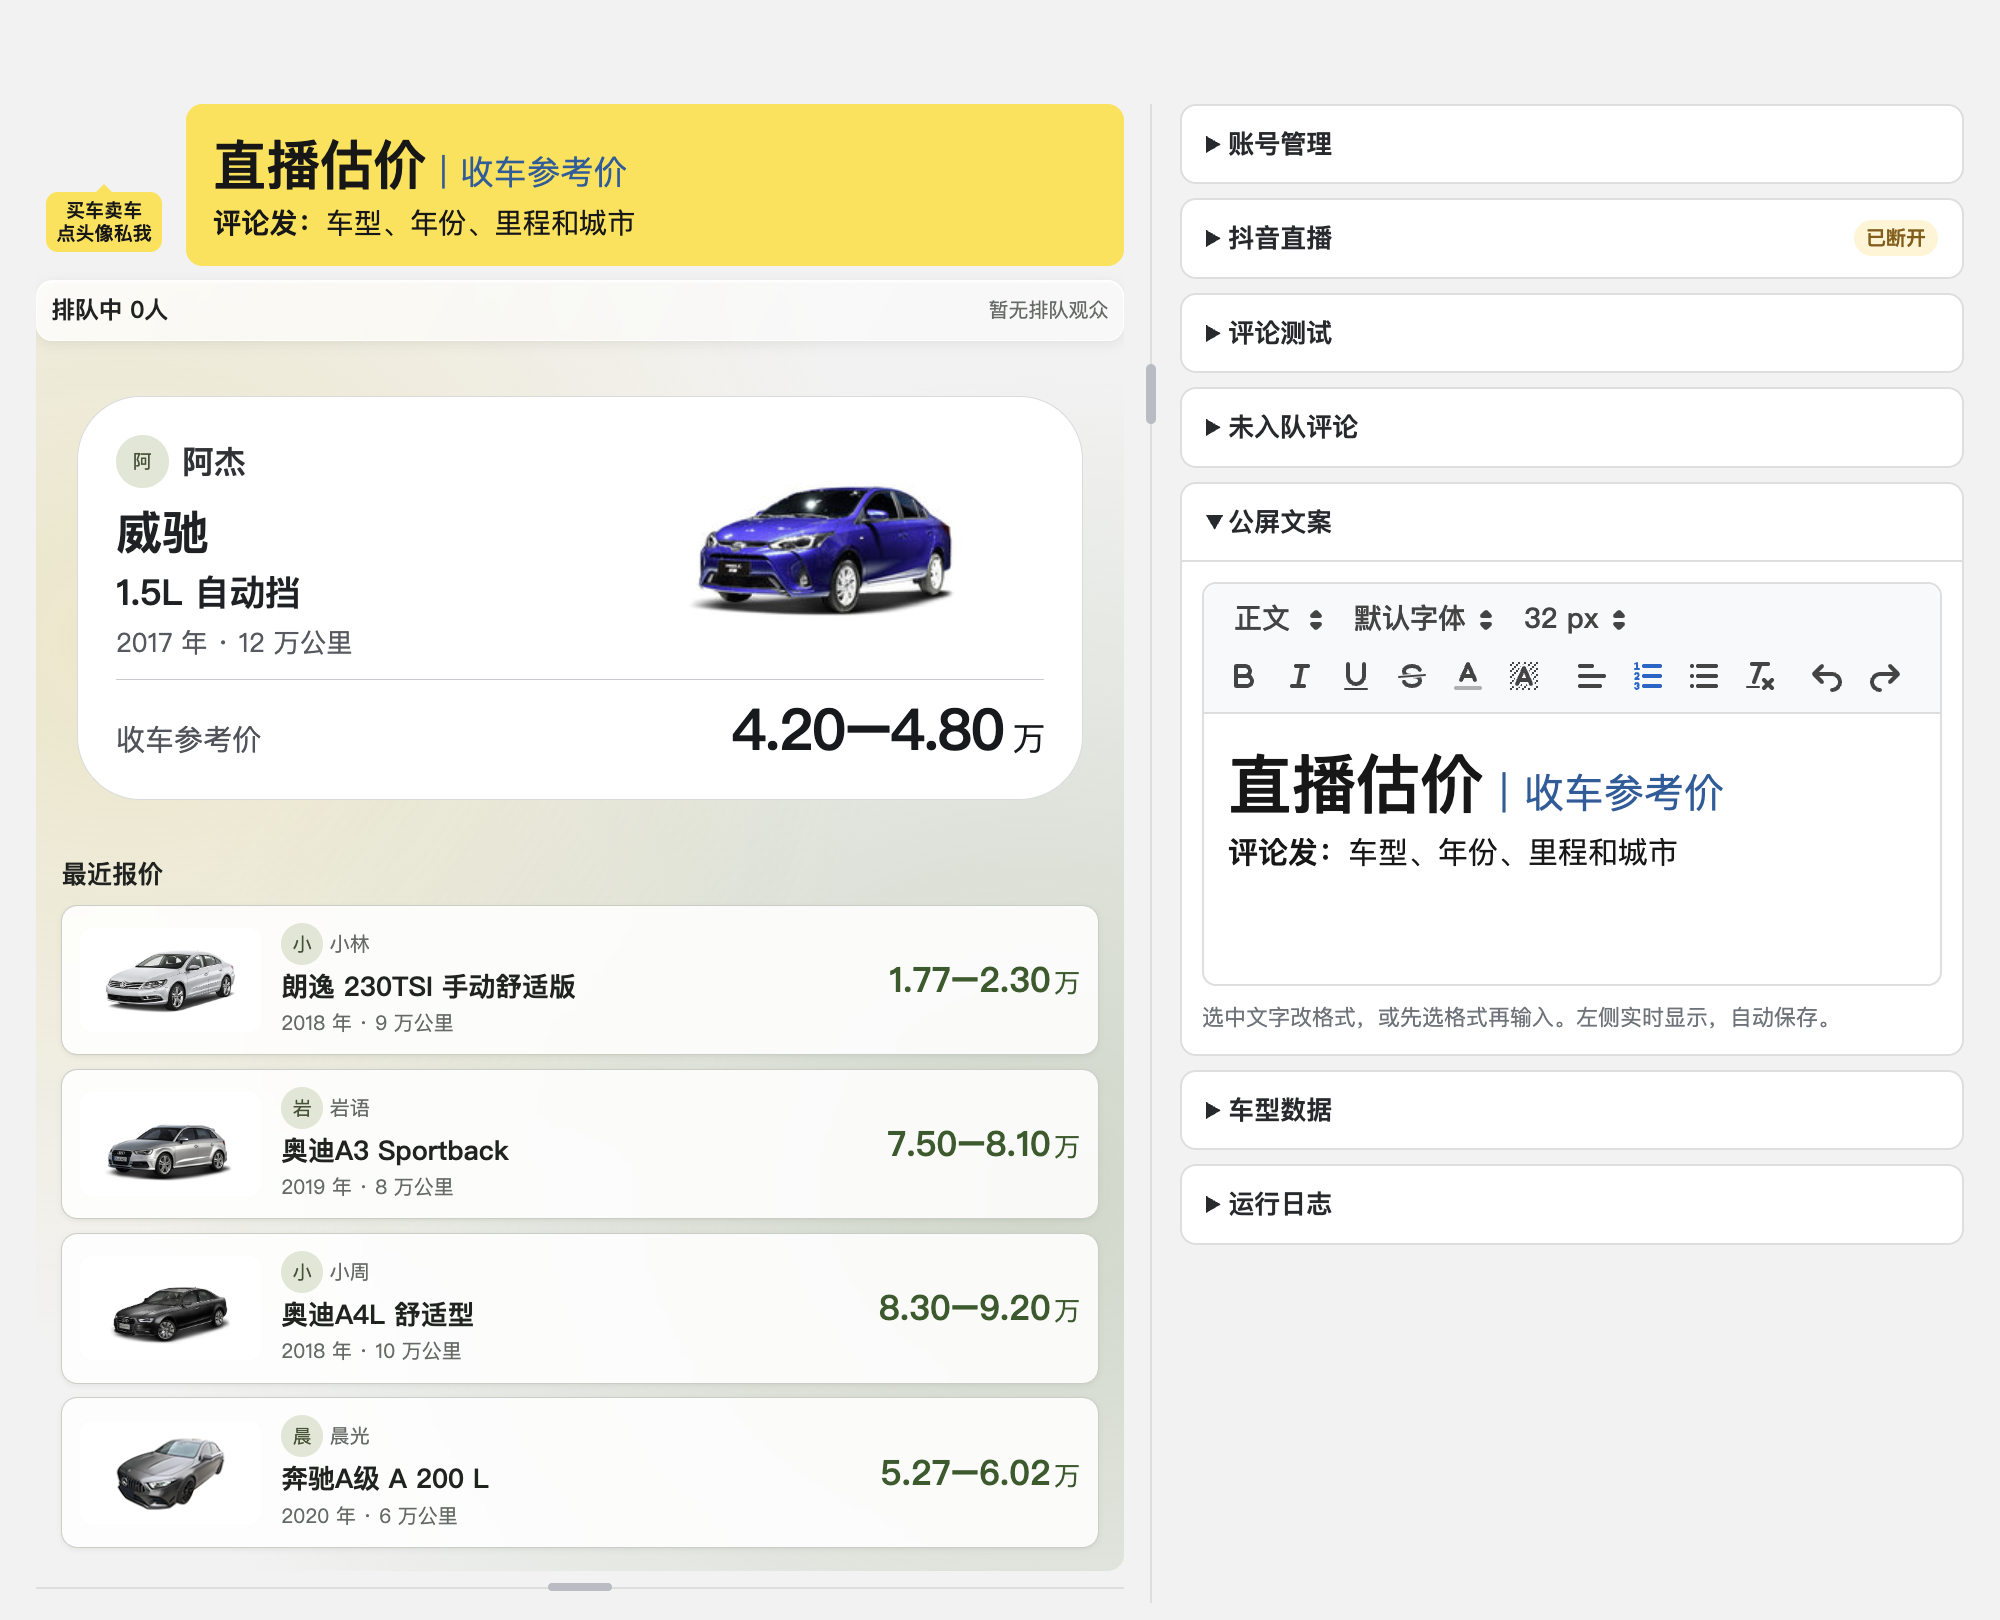 直播估价 | 收车参考价
评论发：车型、年份、里程和城市
买车卖车
点头像私我
排队中 0人
暂无排队观众
阿 阿杰
威驰
1.5L 自动挡
2017 年 · 12 万公里
收车参考价
4.20—4.80 万
最近报价
小 小林
朗逸 230TSI 手动舒适版
2018 年 · 9 万公里
1.77—2.30万
岩 岩语
奥迪A3 Sportback
2019 年 · 8 万公里
7.50—8.10万
小 小周
奥迪A4L 舒适型
2018 年 · 10 万公里
8.30—9.20万
晨 晨光
奔驰A级 A 200 L
2020 年 · 6 万公里
5.27—6.02万
账号管理
抖音直播
已断开
评论测试
未入队评论
公屏文案
正文 默认字体 32 px
直播估价 | 收车参考价
评论发：车型、年份、里程和城市
选中文字改格式，或先选格式再输入。左侧实时显示，自动保存。
车型数据
运行日志